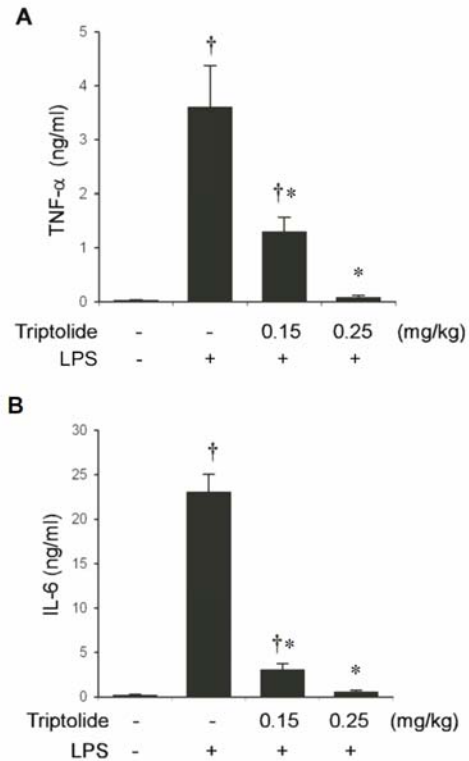 A
†
5
4
3
2
1
0
TNF-α (ng/ml)
†*
*
Triptolide - - 0.15 0.25 (mg/kg)
LPS - + + +
B
30
25
20
15
10
5
0
IL-6 (ng/ml)
†
†*
*
Triptolide - - 0.15 0.25 (mg/kg)
LPS - + + +